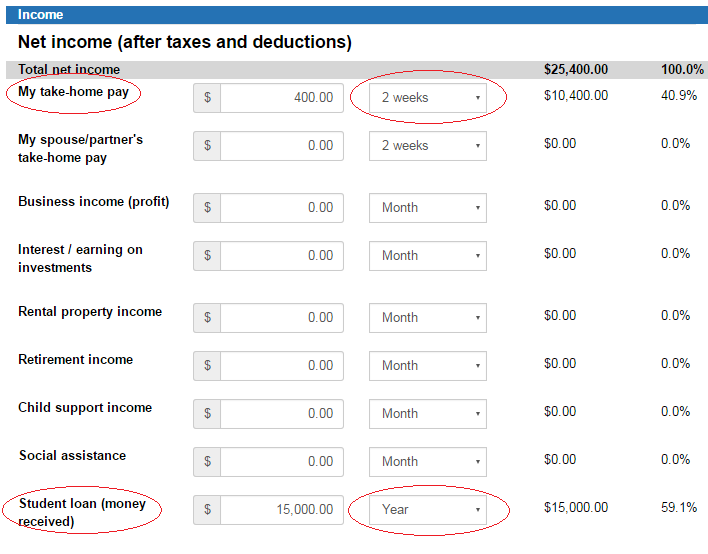 Income
Net income (after taxes and deductions)
Total net income $25,400.00 100.0%
My take-home pay $ 400.00 2 weeks $10,400.00 40.9%
My spouse/partner's
take-home pay $ 0.00 2 weeks $0.00 0.0%
Business income (profit) $ 0.00 Month $0.00 0.0%
Interest / earning on
investments $ 0.00 Month $0.00 0.0%
Rental property income $ 0.00 Month $0.00 0.0%
Retirement income $ 0.00 Month $0.00 0.0%
Child support income $ 0.00 Month $0.00 0.0%
Social assistance $ 0.00 Month $0.00 0.0%
Student loan (money
received) $ 15,000.00 Year $15,000.00 59.1%